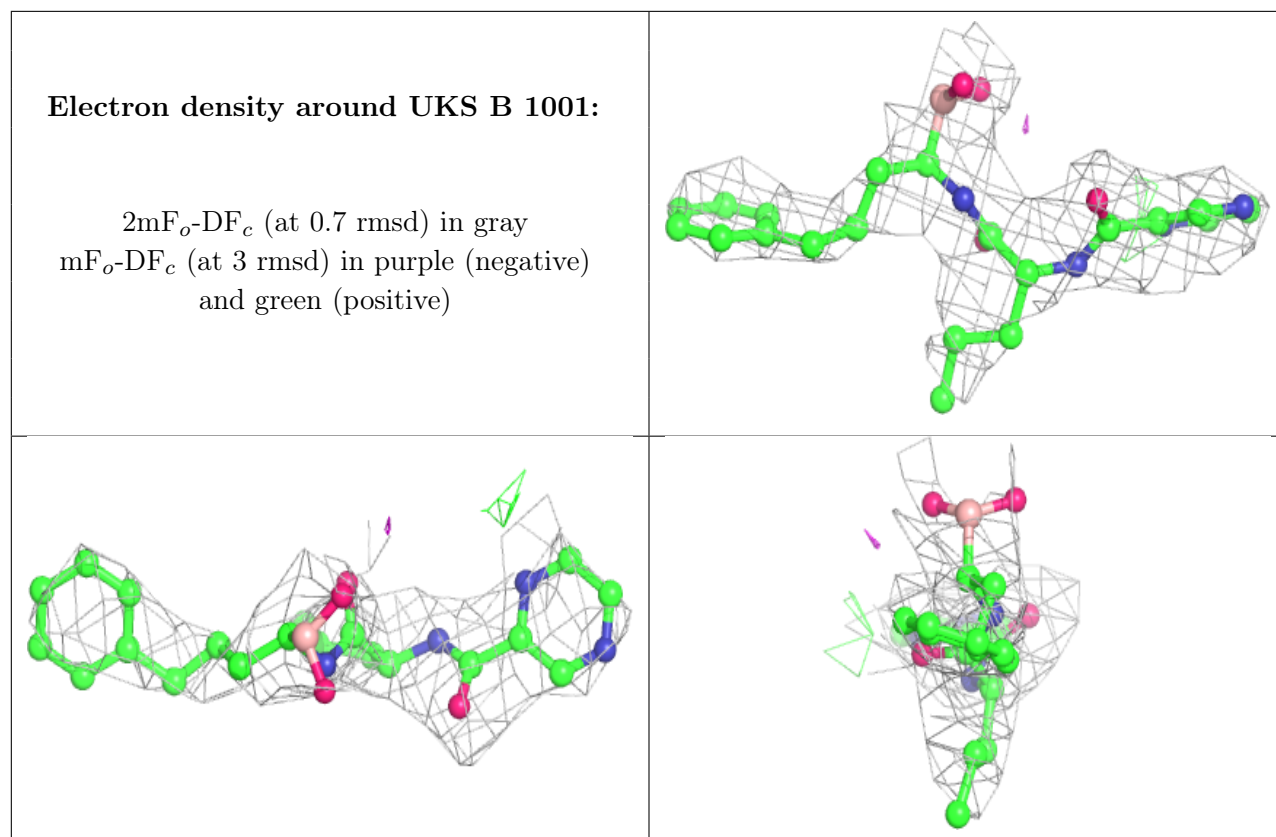 Electron density around UKS B 1001:
2mFo-DFc (at 0.7 rmsd) in gray
mFo-DFc (at 3 rmsd) in purple (negative)
and green (positive)